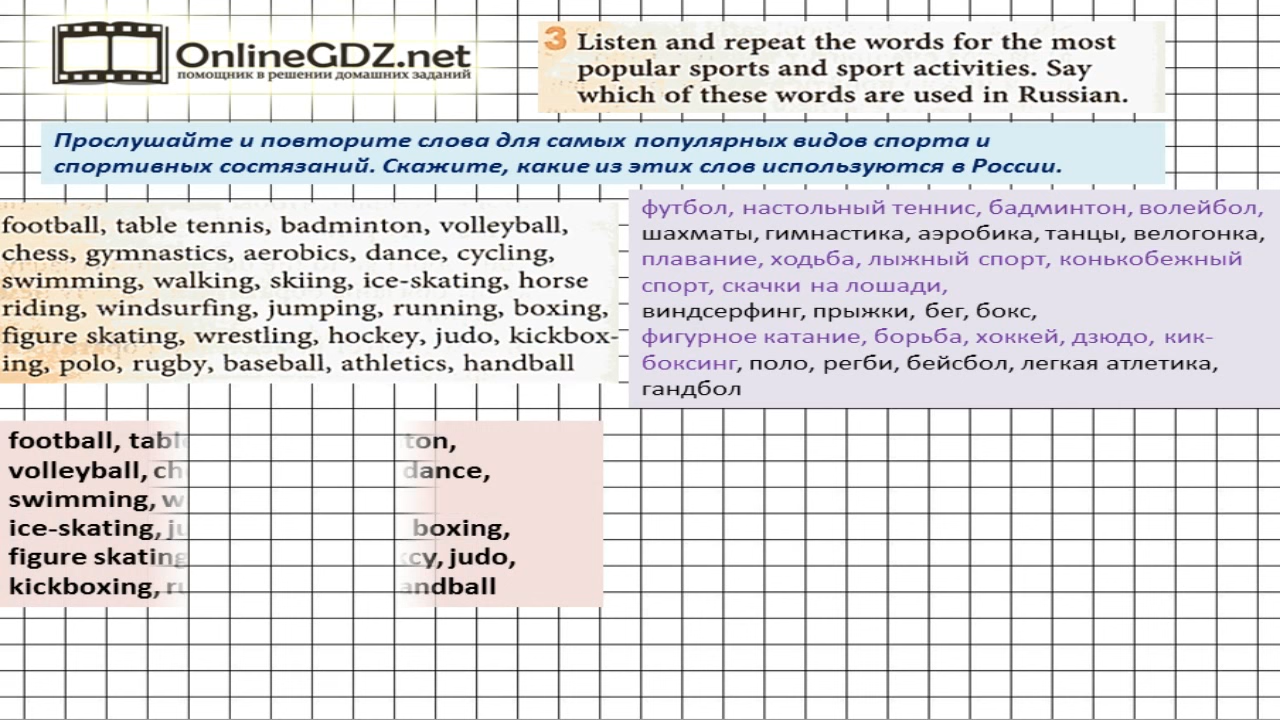 OnlineGDZ.net
помощник в решении домашних заданий
3 Listen and repeat the words for the most
popular sports and sport activities. Say
which of these words are used in Russian.
Прослушайте и повторите слова для самых популярных видов спорта и
спортивных состязаний. Скажите, какие из этих слов используются в России.
football, table tennis, badminton, volleyball,
chess, gymnastics, aerobics, dance, cycling,
swimming, walking, skiing, ice-skating, horse
riding, windsurfing, jumping, running, boxing,
figure skating, wrestling, hockey, judo, kickbox-
ing, polo, rugby, baseball, athletics, handball
футбол, настольный теннис, бадминтон, волейбол,
шахматы, гимнастика, аэробика, танцы, велогонка,
плавание, ходьба, лыжный спорт, конькобежный
спорт, скачки на лошади,
виндсерфинг, прыжки, бег, бокс,
фигурное катание, борьба, хоккей, дзюдо, кик-
боксинг, поло, регби, бейсбол, легкая атлетика,
гандбол
football, ton,
volleyball, dance,
swimming,
ice-skating, boxing,
figure skating judo,
kickboxing, andball